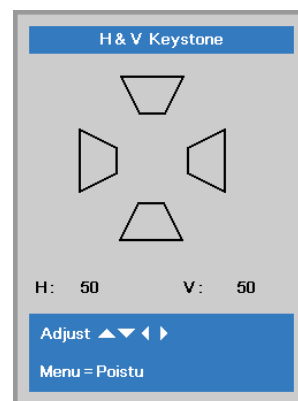 H & V Keystone
H: 50 V: 50
Adjust ▲▼◀▶
Menu = Poistu